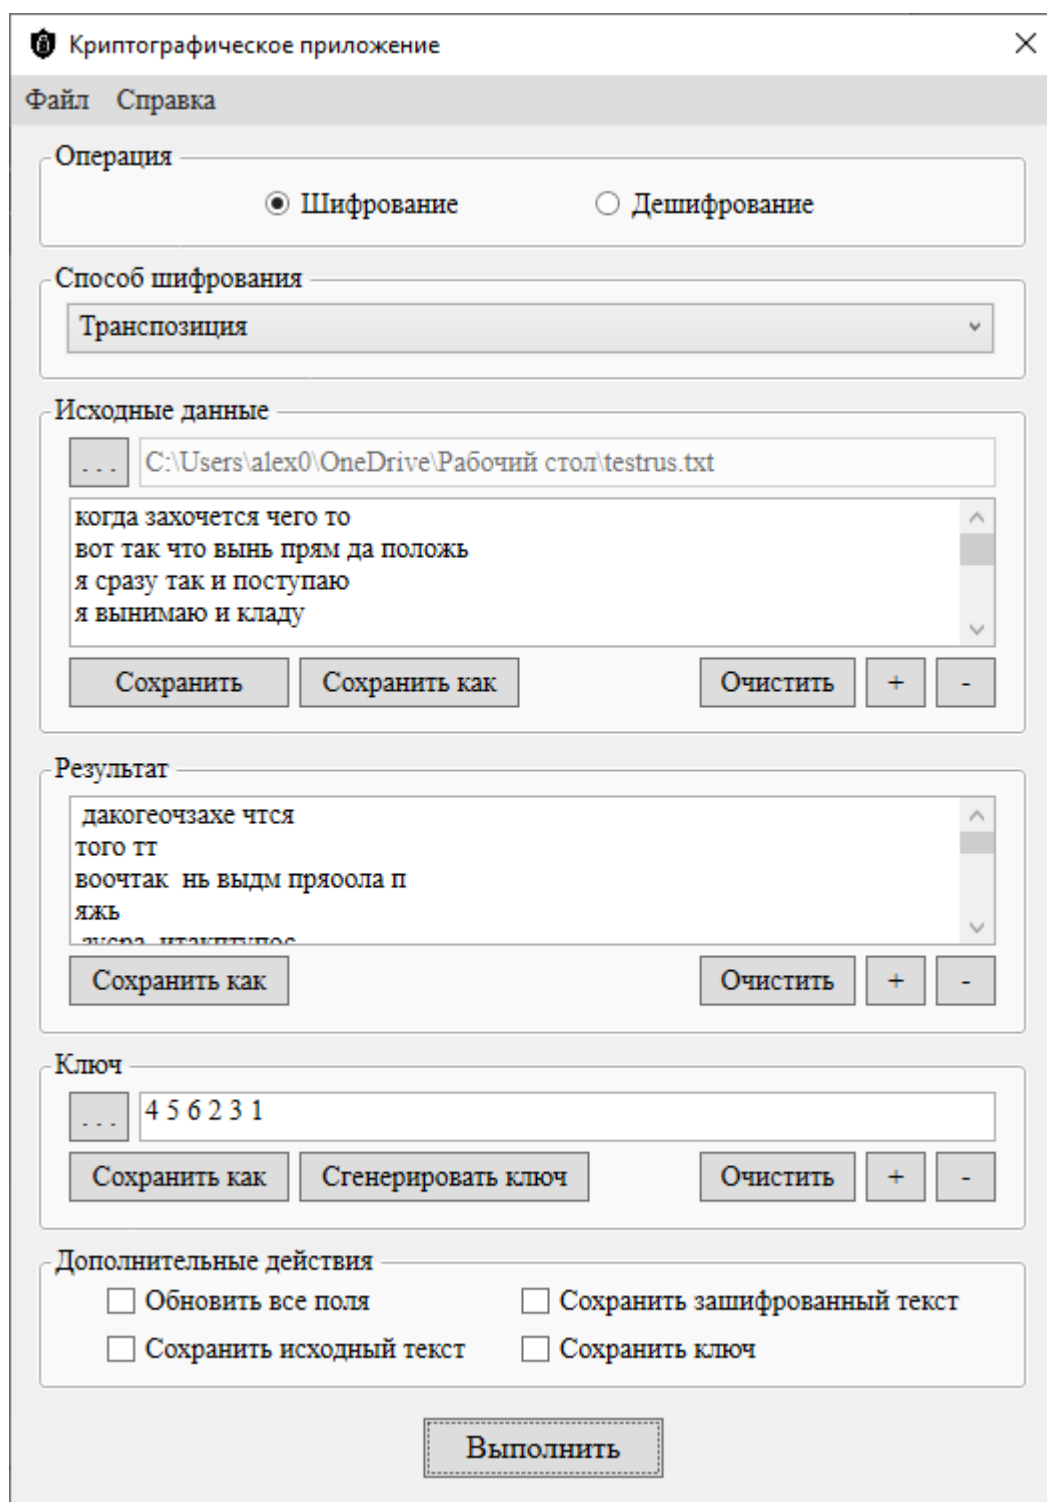 Криптографическое приложение
Файл Справка
Операция
Шифрование Дешифрование
Способ шифрования
Транспозиция
Исходные данные
... C:\Users\alex0\OneDrive\Рабочий стол\testrus.txt
когда захочется чего то
вот так что вынь прям да положь
я сразу так и поступаю
я вынимаю и кладу
Сохранить Сохранить как Очистить + -
Результат
дакогеочзахе чтся
того тт
воочтак  нь выдм пряоола п
яжь
зусра  итакптупос
Сохранить как Очистить + -
Ключ
... 4 5 6 2 3 1
Сохранить как Сгенерировать ключ Очистить + -
Дополнительные действия
Обновить все поля Сохранить зашифрованный текст
Сохранить исходный текст Сохранить ключ
Выполнить